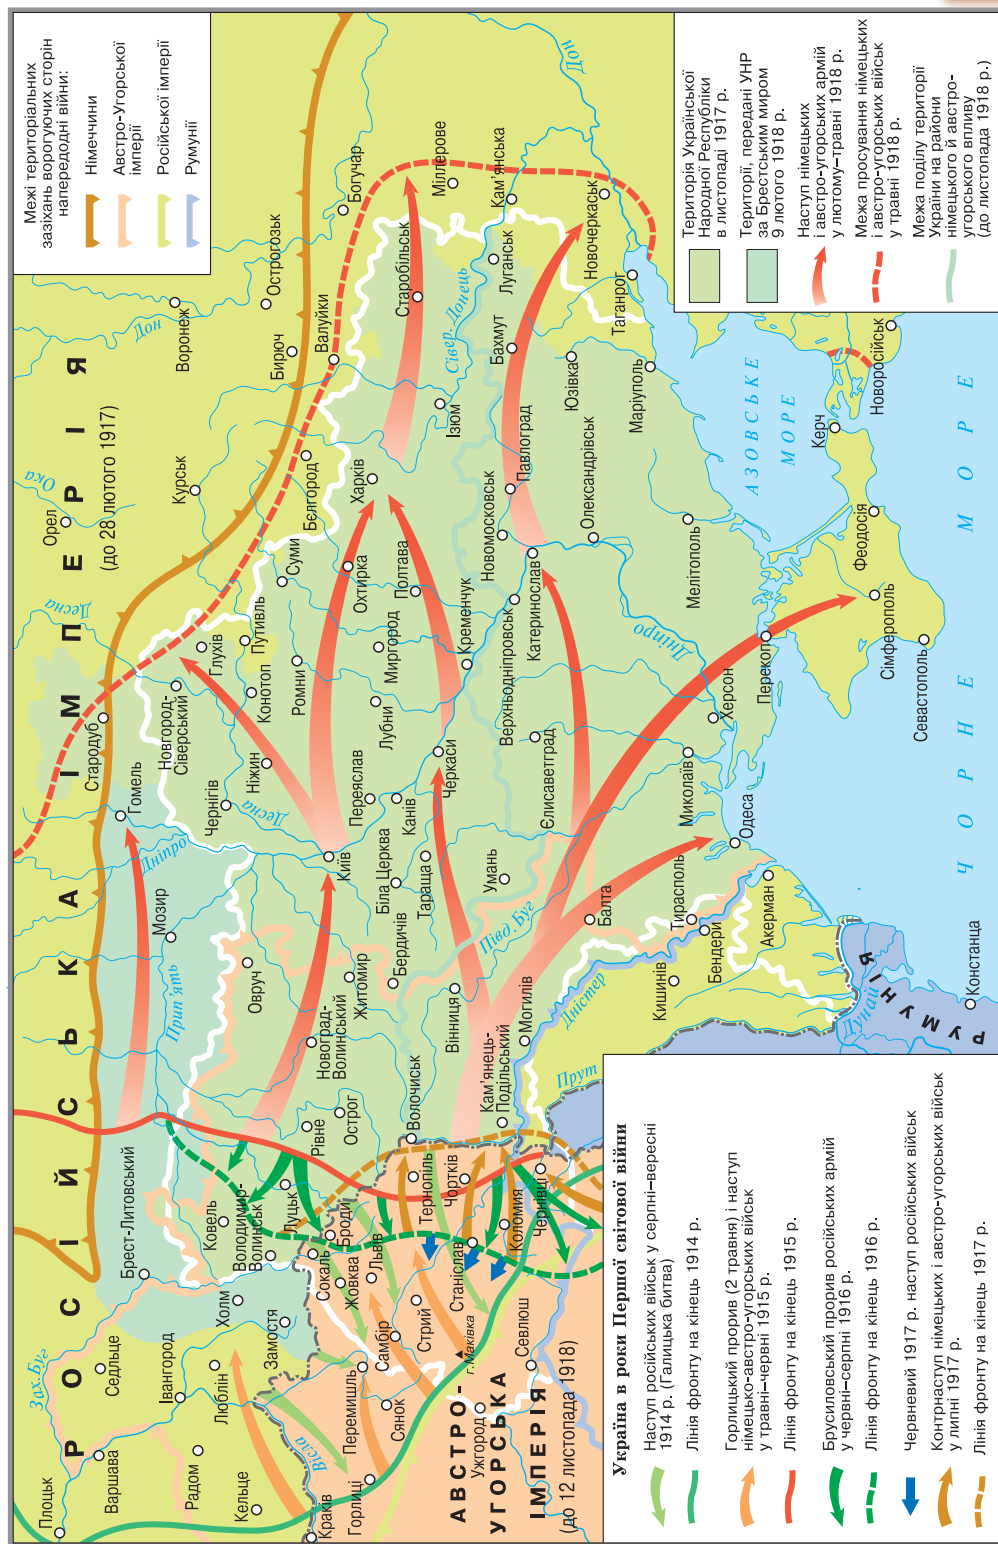 Межі територіальних
зазіхань ворогуючих сторін
напередодні війни:
Німеччини
Австро-Угорської
імперії
Російської імперії
Румунії
Територія Української
Народної Республіки
в листопаді 1917 р.
Території, передані УНР
за Брестським миром
9 лютого 1918 р.
Наступ німецьких
і австро-угорських армій
у лютому–травні 1918 р.
Межа просування німецьких
і австро-угорських військ
у травні 1918 р.
Межа поділу території
України на райони
німецького й австро-
угорського впливу
(до листопада 1918 р.)
Україна в роки Першої світової війни
Наступ російських військ у серпні–вересні
1914 р. (Галицька битва)
Лінія фронту на кінець 1914 р.
Горлицький прорив (2 травня) і наступ
німецько-австро-угорських військ
у травні–червні 1915 р.
Лінія фронту на кінець 1915 р.
Брусиловський прорив російських армій
у червні–серпні 1916 р.
Лінія фронту на кінець 1916 р.
Червневий 1917 р. наступ російських військ
Контрнаступ німецьких і австро-угорських військ
у липні 1917 р.
Лінія фронту на кінець 1917 р.
РОСІЙСЬКА ІМПЕРІЯ
(до 28 лютого 1917)
АВСТРО-
УГОРСЬКА
ІМПЕРІЯ
(до 12 листопада 1918)
РУМУНІЯ
ЧОРНЕ МОРЕ
АЗОВСЬКЕ
МОРЕ
Плоцьк
Варшава
Седльце
Зах. Буг
Радом
Івангород
Люблін
Кельце
Холм
Замостя
Вісла
Краків
Горлиці
Перемишль
Сянок
Самбір
Стрий
Ужгород
г. Маківка
Севлюш
Брест-Литовський
Ковель
Володимир-
Волинськ
Луцьк
Сокаль
Броди
Жовква
Львів
Тернопіль
Чортків
Станіслав
Коломия
Чернівці
Рівне
Острог
Волочиськ
Кам'янець-
Подільський
Могилів
Прут
Дністер
Новоград-
Волинський
Житомир
Бердичів
Вінниця
Овруч
Прип'ять
Мозир
Гомель
Дніпро
Стародуб
Новгород-
Сіверський
Чернігів
Десна
Ніжин
Київ
Переяслав
Канів
Біла Церква
Тараща
Умань
Півд. Буг
Черкаси
Балта
Тирасполь
Бендери
Кишинів
Акерман
Одеса
Дунай
Констанца
Миколаїв
Херсон
Єлисаветград
Верхньодніпровськ
Катеринослав
Кременчук
Новомосковськ
Павлоград
Олександрівськ
Мелітополь
Дніпро
Перекоп
Сімферополь
Севастополь
Феодосія
Керч
Новоросійськ
Десна
Глухів
Путивль
Конотоп
Ромни
Лубни
Миргород
Суми
Охтирка
Полтава
Харків
Бєлгород
Орел
Ока
Курськ
Воронеж
Дон
Бирюч
Острогозьк
Валуйки
Богучар
Старобільськ
Міллерове
Кам'янська
Дон
Сівер. Донець
Ізюм
Луганськ
Бахмут
Юзівка
Маріуполь
Таганрог
Новочеркаськ